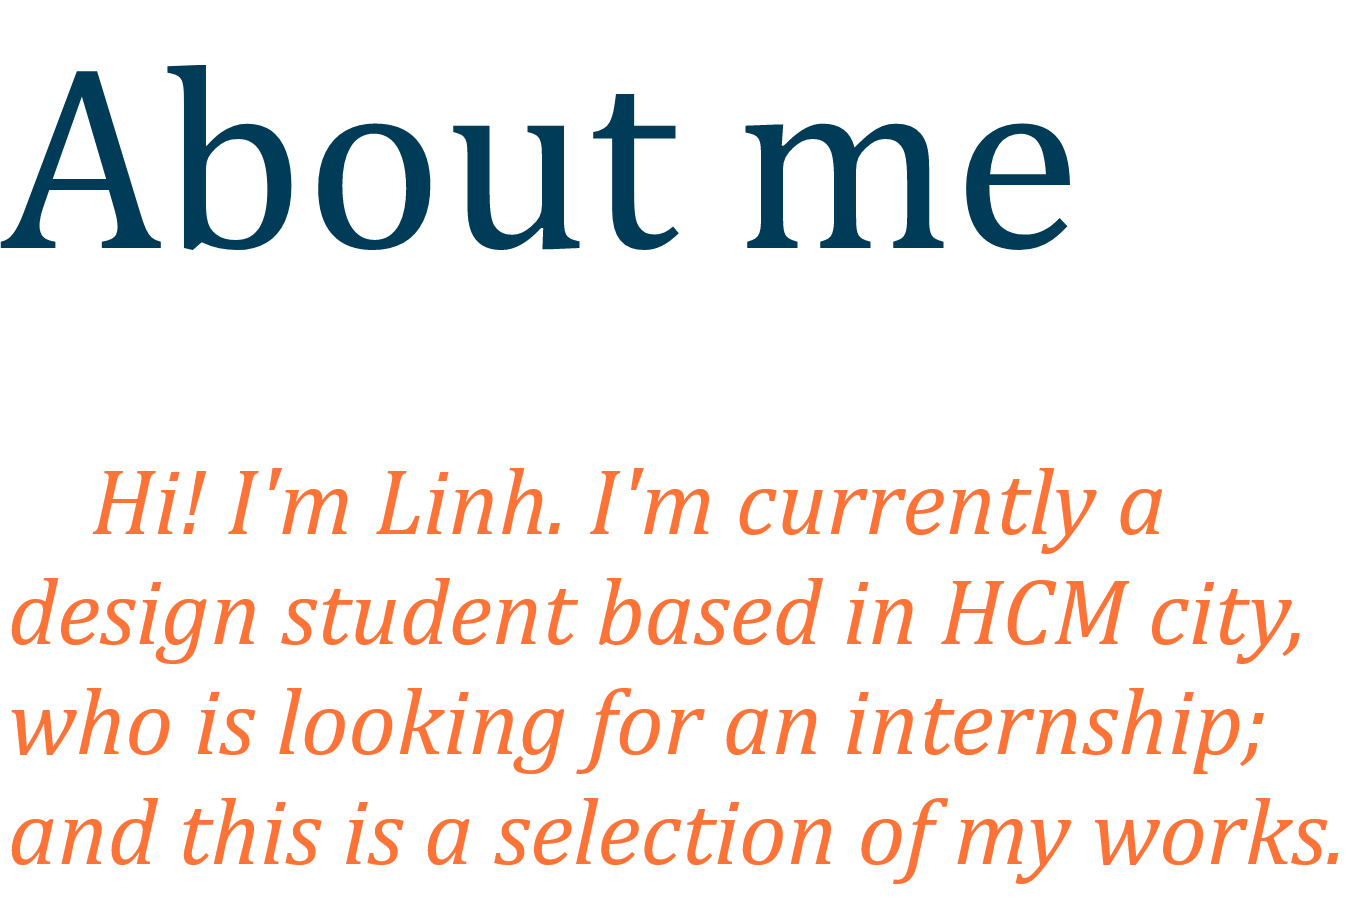 About me
Hi! I'm Linh. I'm currently a
design student based in HCM city,
who is looking for an internship;
and this is a selection of my works.